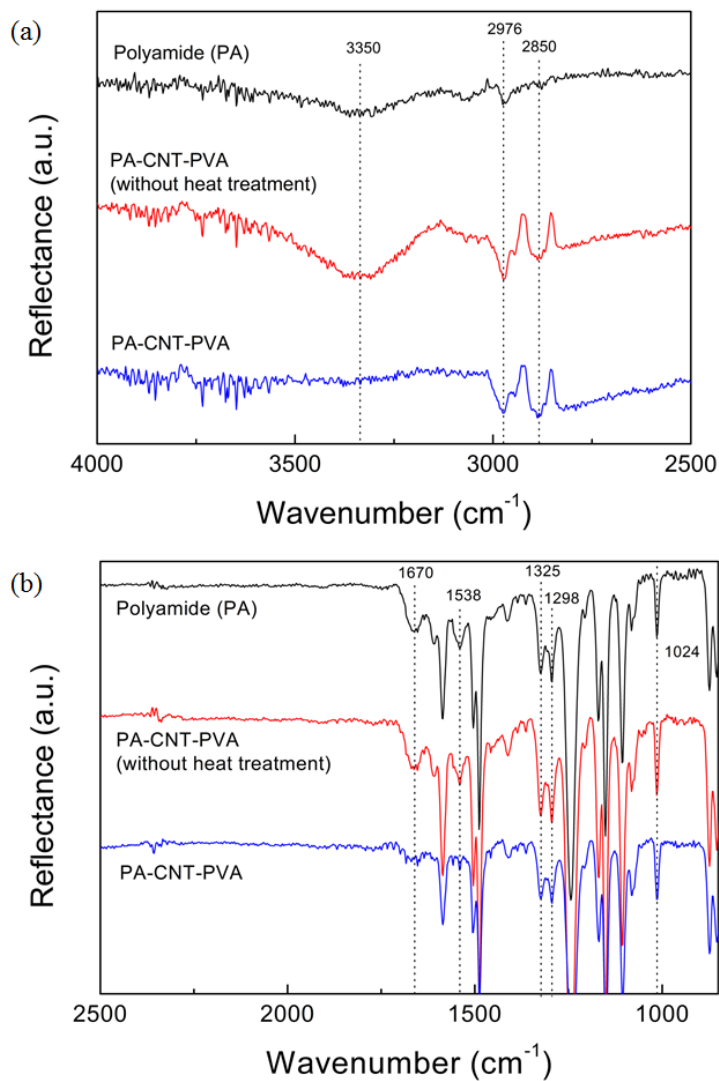 (a)
2976
3350
2850
Polyamide (PA)
PA-CNT-PVA
(without heat treatment)
PA-CNT-PVA
Reflectance (a.u.)
4000 3500 3000 2500
Wavenumber (cm⁻¹)
(b)
1670
1325
1538
1298
Polyamide (PA)
1024
PA-CNT-PVA
(without heat treatment)
PA-CNT-PVA
Reflectance (a.u.)
2500 2000 1500 1000
Wavenumber (cm⁻¹)